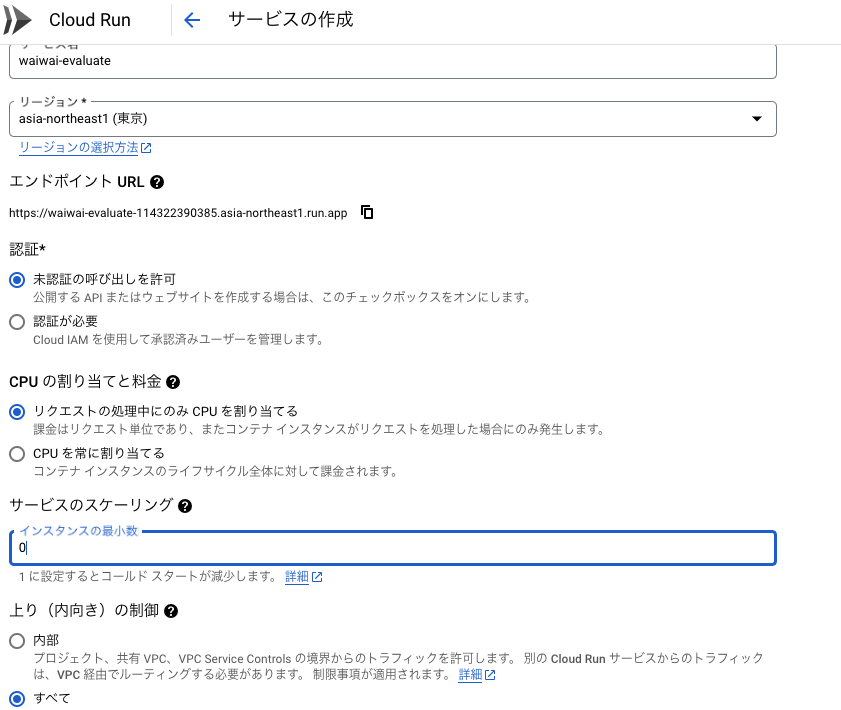 Cloud Run
サービスの作成
サービス名
waiwai-evaluate
リージョン *
asia-northeast1 (東京)
リージョンの選択方法
エンドポイント URL
https://waiwai-evaluate-114322390385.asia-northeast1.run.app
認証*
未認証の呼び出しを許可
公開する API またはウェブサイトを作成する場合は、このチェックボックスをオンにします。
認証が必要
Cloud IAM を使用して承認済みユーザーを管理します。
CPU の割り当てと料金
リクエストの処理中にのみ CPU を割り当てる
課金はリクエスト単位であり、またコンテナ インスタンスがリクエストを処理した場合にのみ発生します。
CPU を常に割り当てる
コンテナ インスタンスのライフサイクル全体に対して課金されます。
サービスのスケーリング
インスタンスの最小数
0
1 に設定するとコールド スタートが減少します。 詳細
上り（内向き）の制御
内部
プロジェクト、共有 VPC、VPC Service Controls の境界からのトラフィックを許可します。 別の Cloud Run サービスからのトラフィック
は、VPC 経由でルーティングする必要があります。 制限事項が適用されます。 詳細
すべて